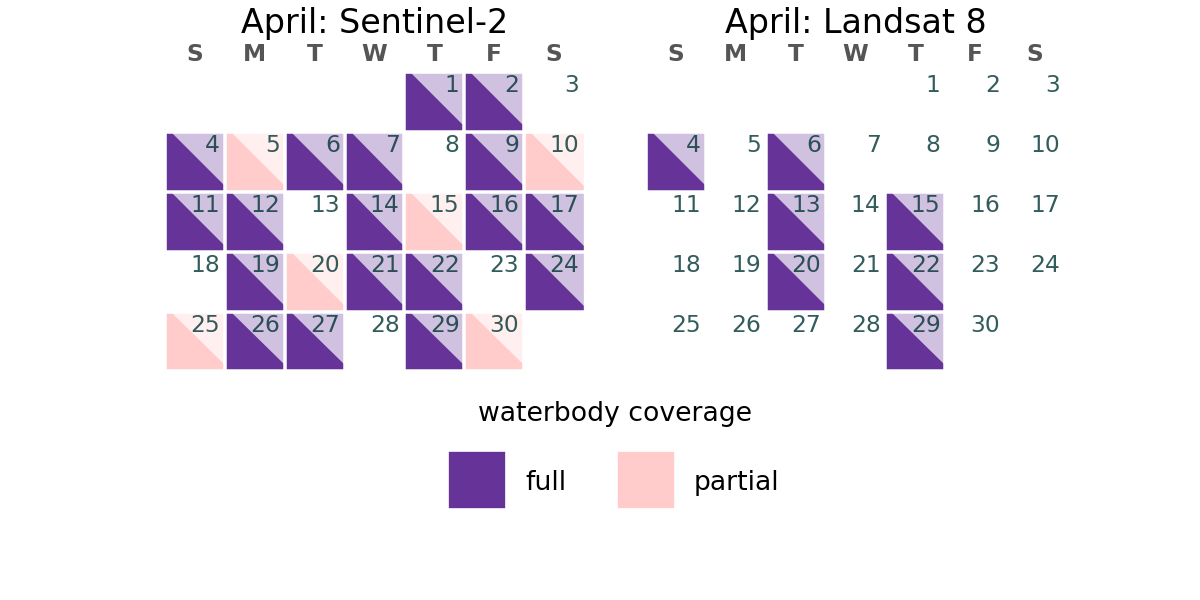 April: Sentinel-2
S M T W T F S
1 2 3
4 5 6 7 8 9 10
11 12 13 14 15 16 17
18 19 20 21 22 23 24
25 26 27 28 29 30
April: Landsat 8
S M T W T F S
1 2 3
4 5 6 7 8 9 10
11 12 13 14 15 16 17
18 19 20 21 22 23 24
25 26 27 28 29 30
waterbody coverage
full
partial